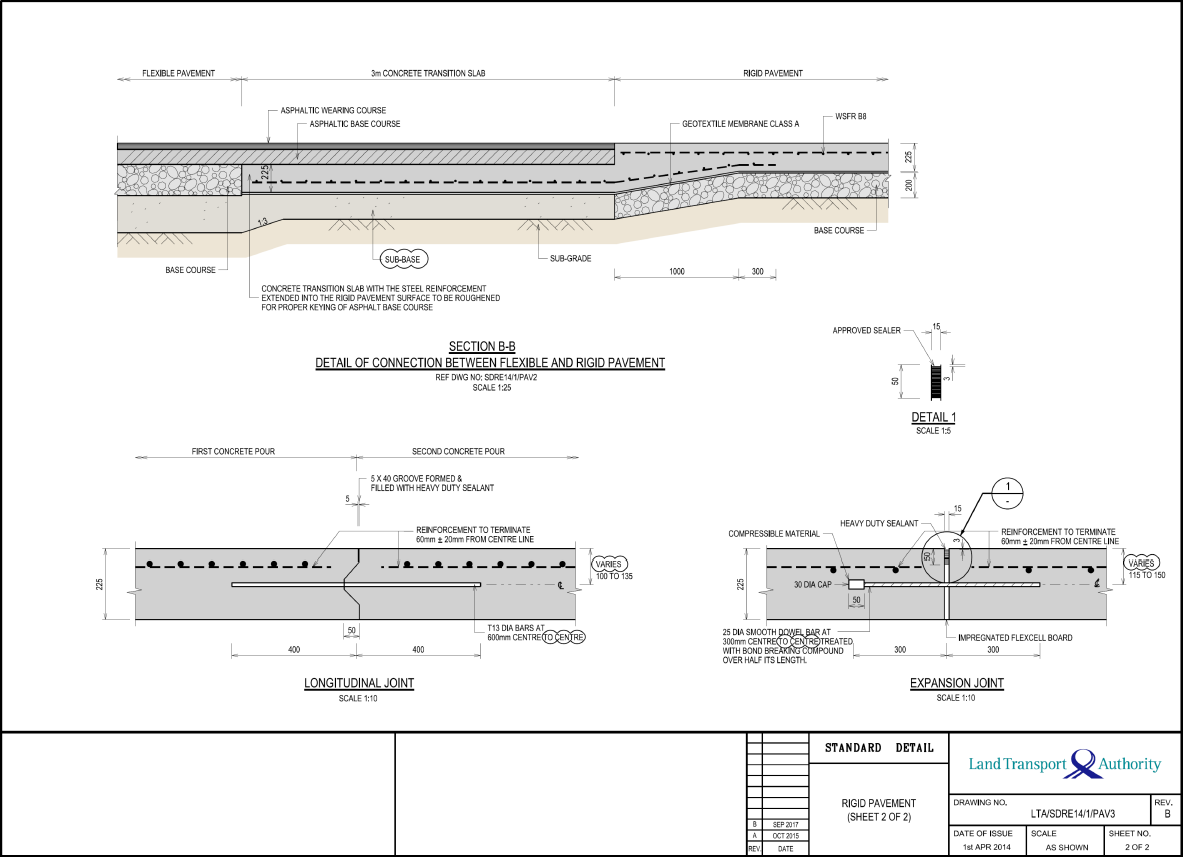 FLEXIBLE PAVEMENT
3m CONCRETE TRANSITION SLAB
RIGID PAVEMENT
ASPHALTIC WEARING COURSE
ASPHALTIC BASE COURSE
GEOTEXTILE MEMBRANE CLASS A
WSFR B8
225
225
200
1:3
BASE COURSE
SUB-BASE
SUB-GRADE
BASE COURSE
1000
300
CONCRETE TRANSITION SLAB WITH THE STEEL REINFORCEMENT
EXTENDED INTO THE RIGID PAVEMENT SURFACE TO BE ROUGHENED
FOR PROPER KEYING OF ASPHALT BASE COURSE
SECTION B-B
DETAIL OF CONNECTION BETWEEN FLEXIBLE AND RIGID PAVEMENT
REF DWG NO: SDRE14/1/PAV2
SCALE 1:25
APPROVED SEALER
15
50
3
DETAIL 1
SCALE 1:5
FIRST CONCRETE POUR
SECOND CONCRETE POUR
5 X 40 GROOVE FORMED &
FILLED WITH HEAVY DUTY SEALANT
5
REINFORCEMENT TO TERMINATE
60mm ± 20mm FROM CENTRE LINE
225
VARIES
100 TO 135
T13 DIA BARS AT
600mm CENTRE TO CENTRE
50
400
400
LONGITUDINAL JOINT
SCALE 1:10
1
-
15
HEAVY DUTY SEALANT
COMPRESSIBLE MATERIAL
REINFORCEMENT TO TERMINATE
60mm ± 20mm FROM CENTRE LINE
3
50
225
30 DIA CAP
50
VARIES
115 TO 150
25 DIA SMOOTH DOWEL BAR AT
300mm CENTRE TO CENTRE TREATED
WITH BOND BREAKING COMPOUND
OVER HALF ITS LENGTH.
IMPREGNATED FLEXCELL BOARD
300
300
EXPANSION JOINT
SCALE 1:10
B SEP 2017
A OCT 2015
REV. DATE
STANDARD DETAIL
RIGID PAVEMENT
(SHEET 2 OF 2)
Land Transport Authority
DRAWING NO.
LTA/SDRE14/1/PAV3
REV.
B
DATE OF ISSUE
1st APR 2014
SCALE
AS SHOWN
SHEET NO.
2 OF 2